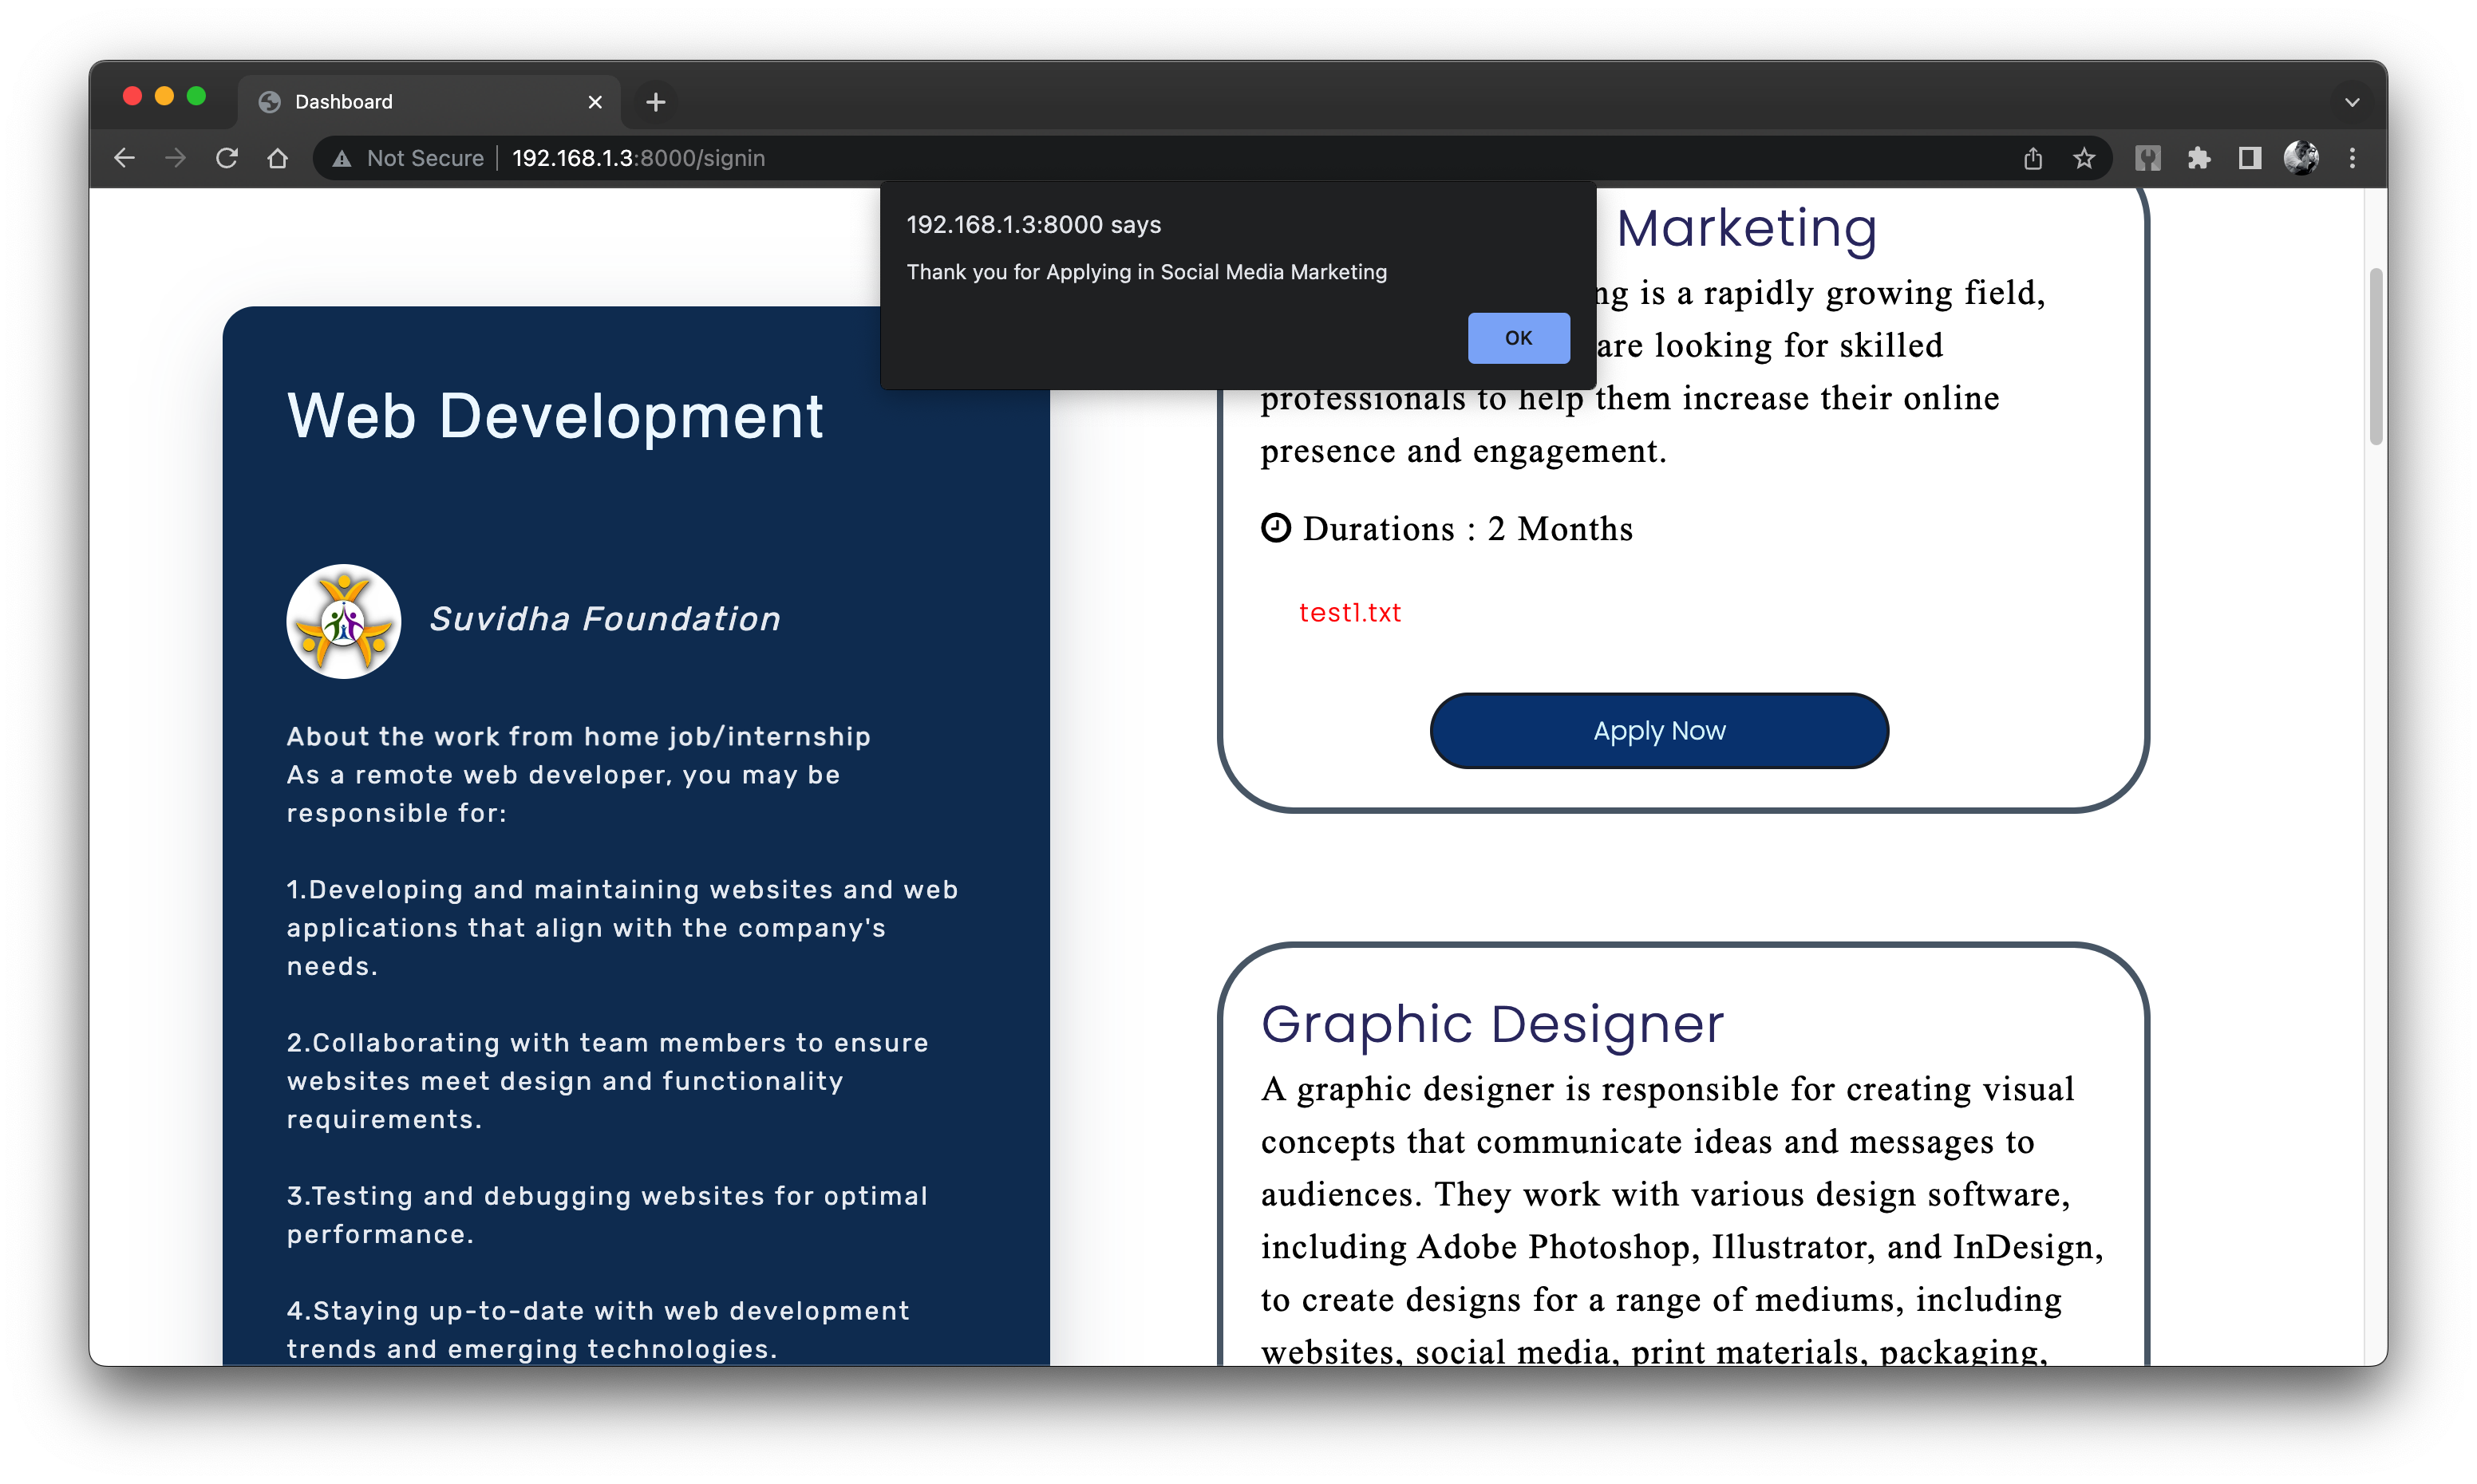 Dashboard
Not Secure
192.168.1.3:8000/signin
192.168.1.3:8000 says
Thank you for Applying in Social Media Marketing
OK
Web Development
Suvidha Foundation
About the work from home job/internship
As a remote web developer, you may be
responsible for:
1.Developing and maintaining websites and web
applications that align with the company's
needs.
2.Collaborating with team members to ensure
websites meet design and functionality
requirements.
3.Testing and debugging websites for optimal
performance.
4.Staying up-to-date with web development
trends and emerging technologies.
Marketing
ng is a rapidly growing field,
are looking for skilled
professionals to help them increase their online
presence and engagement.
Durations : 2 Months
test1.txt
Apply Now
Graphic Designer
A graphic designer is responsible for creating visual
concepts that communicate ideas and messages to
audiences. They work with various design software,
including Adobe Photoshop, Illustrator, and InDesign,
to create designs for a range of mediums, including
websites, social media, print materials, packaging,